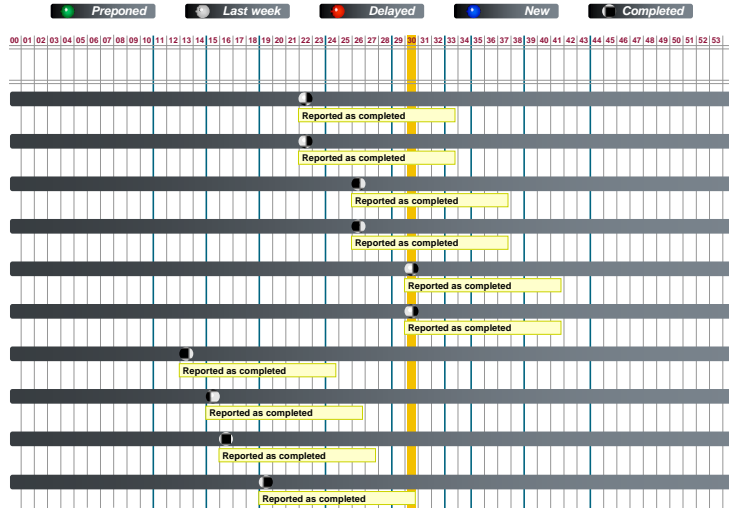 Preponed Last week Delayed New Completed
00 01 02 03 04 05 06 07 08 09 10 11 12 13 14 15 16 17 18 19 20 21 22 23 24 25 26 27 28 29 30 31 32 33 34 35 36 37 38 39 40 41 42 43 44 45 46 47 48 49 50 51 52 53
Reported as completed
Reported as completed
Reported as completed
Reported as completed
Reported as completed
Reported as completed
Reported as completed
Reported as completed
Reported as completed
Reported as completed